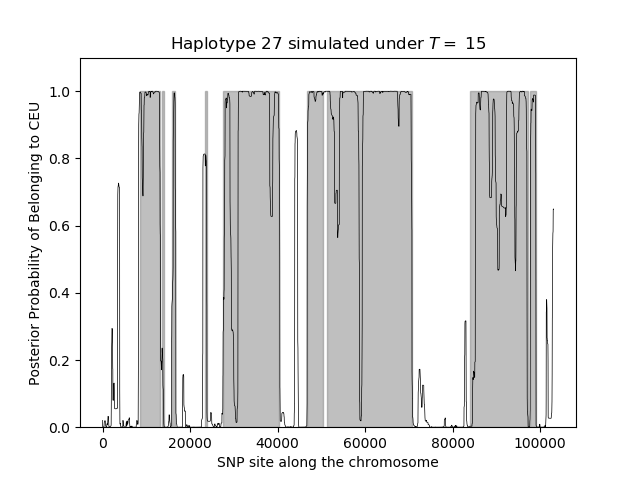 Haplotype 27 simulated under T = 15
Posterior Probability of Belonging to CEU
1.0
0.8
0.6
0.4
0.2
0.0
0 20000 40000 60000 80000 100000
SNP site along the chromosome